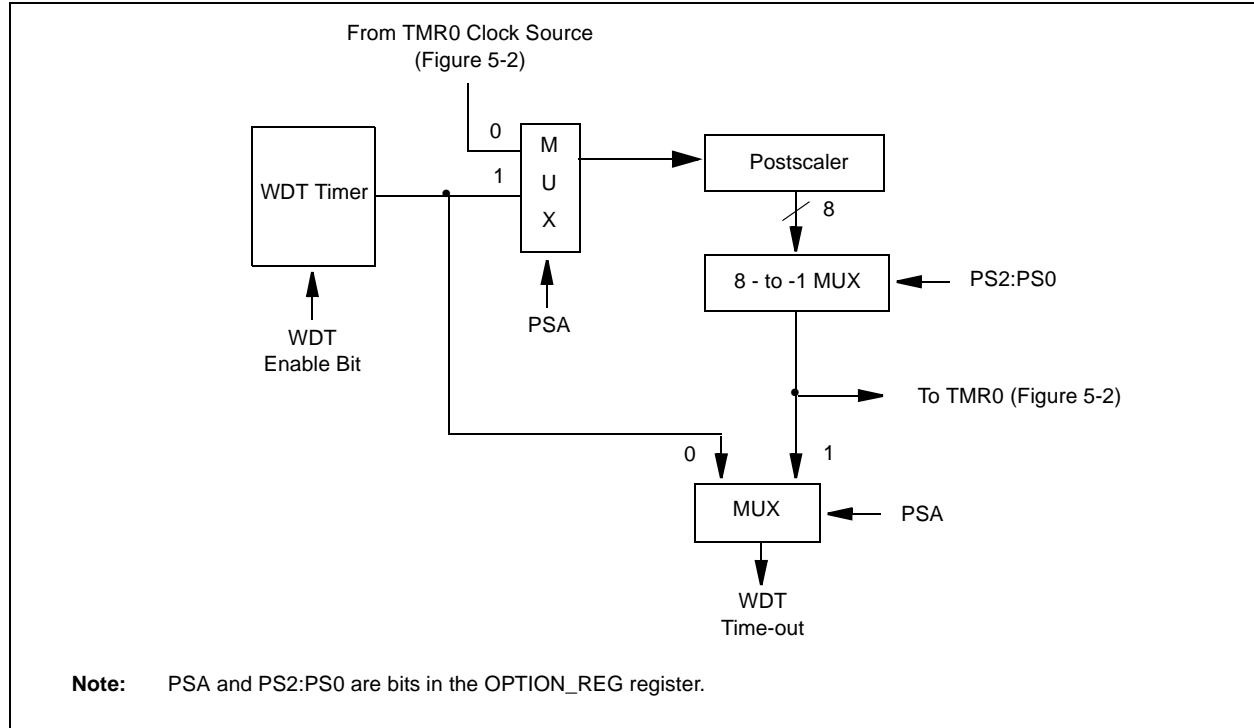 From TMR0 Clock Source
(Figure 5-2)
0
M
U
X
1
WDT Timer
Postscaler
8
8 - to -1 MUX
PS2:PS0
PSA
WDT
Enable Bit
To TMR0 (Figure 5-2)
0
1
MUX
PSA
WDT
Time-out
Note: PSA and PS2:PS0 are bits in the OPTION_REG register.